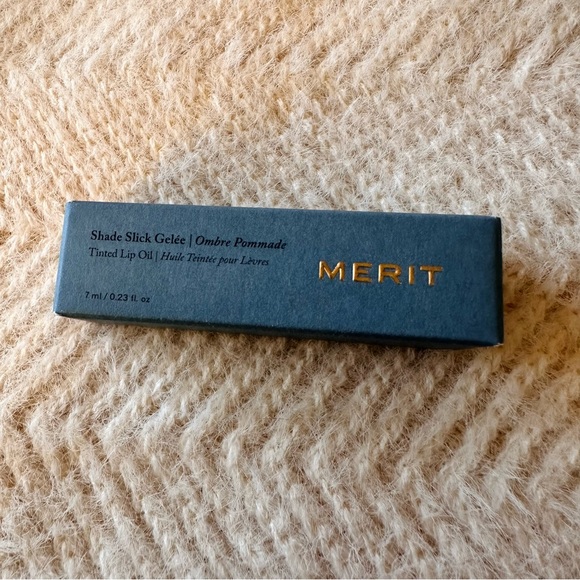 Shade Slick Gelée | Ombre Pommade
Tinted Lip Oil | Huile Teintée pour Lèvres
7 ml / 0.23 fl. oz
MERIT